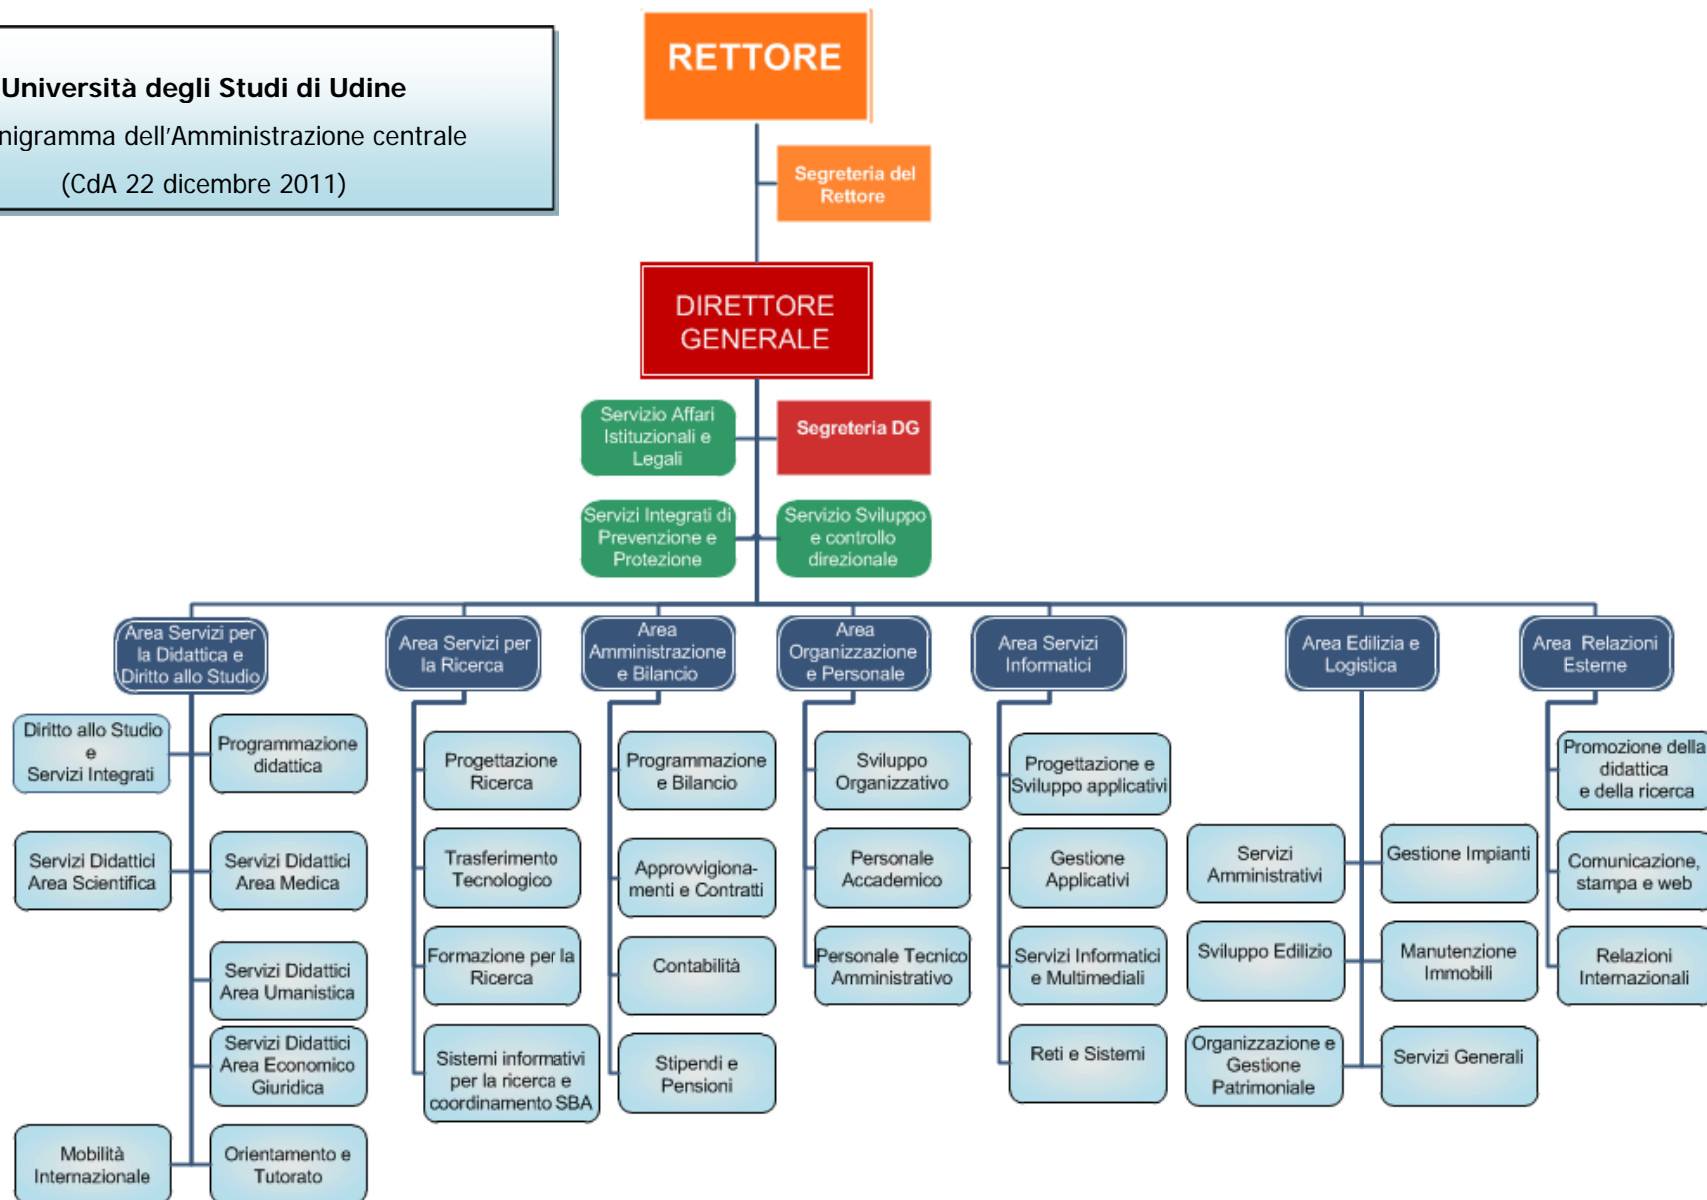 Università degli Studi di Udine
nigramma dell'Amministrazione centrale
(CdA 22 dicembre 2011)
RETTORE
Segreteria del
Rettore
DIRETTORE
GENERALE
Servizio Affari
Istituzionali e
Legali
Segreteria DG
Servizi Integrati di
Prevenzione e
Protezione
Servizio Sviluppo
e controllo
direzionale
Area Servizi per
la Didattica e
Diritto allo Studio
Area Servizi per
la Ricerca
Area
Amministrazione
e Bilancio
Area
Organizzazione
e Personale
Area Servizi
Informatici
Area Edilizia e
Logistica
Area Relazioni
Esterne
Diritto allo Studio
e
Servizi Integrati
Programmazione
didattica
Servizi Didattici
Area Scientifica
Servizi Didattici
Area Medica
Servizi Didattici
Area Umanistica
Servizi Didattici
Area Economico
Giuridica
Mobilità
Internazionale
Orientamento e
Tutorato
Progettazione
Ricerca
Trasferimento
Tecnologico
Formazione per la
Ricerca
Sistemi informativi
per la ricerca e
coordinamento SBA
Programmazione
e Bilancio
Approvvigiona-
menti e Contratti
Contabilità
Stipendi e
Pensioni
Sviluppo
Organizzativo
Personale
Accademico
Personale Tecnico
Amministrativo
Progettazione e
Sviluppo applicativi
Gestione
Applicativi
Servizi Informatici
e Multimediali
Reti e Sistemi
Servizi
Amministrativi
Gestione Impianti
Sviluppo Edilizio
Manutenzione
Immobili
Organizzazione e
Gestione
Patrimoniale
Servizi Generali
Promozione della
didattica
e della ricerca
Comunicazione,
stampa e web
Relazioni
Internazionali